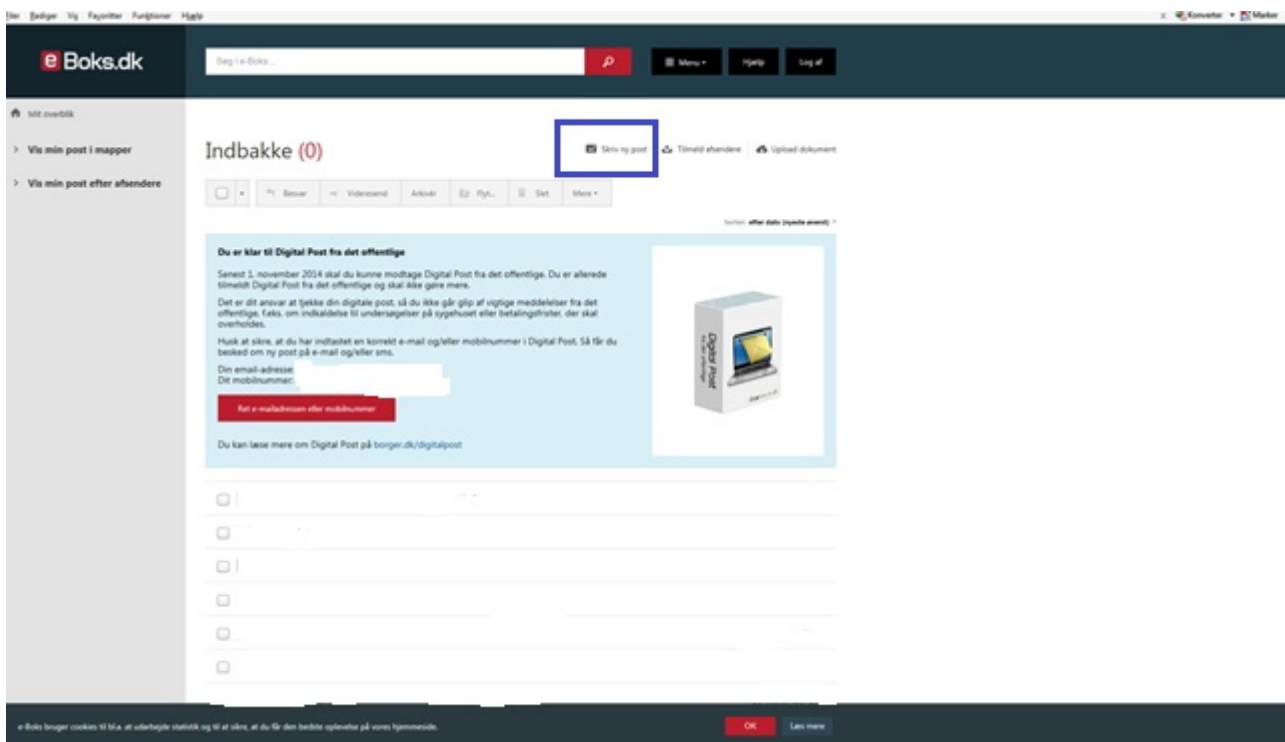 Filer Rediger Vis Favoritter Funktioner Hjælp
x Konverter Marker
e Boks.dk
Søg i e-Boks...
Menu
Hjælp
Log af
Mit overblik
Vis min post i mapper
Vis min post efter afsendere
Indbakke (0)
Skriv ny post
Tilmeld afsendere
Upload dokument
Besvar
Videresend
Arkivér
Flyt...
Slet
Mere
Sortér: efter dato (nyeste øverst)
Du er klar til Digital Post fra det offentlige
Senest 1. november 2014 skal du kunne modtage Digital Post fra det offentlige. Du er allerede
tilmeldt Digital Post fra det offentlige og skal ikke gøre mere.
Det er dit ansvar at tjekke din digitale post, så du ikke går glip af vigtige meddelelser fra det
offentlige, f.eks. om indkaldelse til undersøgelser på sygehuset eller betalingsfrister, der skal
overholdes.
Husk at sikre, at du har indtastet en korrekt e-mail og/eller mobilnummer i Digital Post. Så får du
besked om ny post på e-mail og/eller sms.
Din email-adresse:
Dit mobilnummer:
Ret e-mailadressen eller mobilnummer
Du kan læse mere om Digital Post på borger.dk/digitalpost
Digital Post
fra det offentlige
e-Boks bruger cookies til bl.a. at udarbejde statistik og til at sikre, at du får den bedste oplevelse på vores hjemmeside.
OK
Læs mere